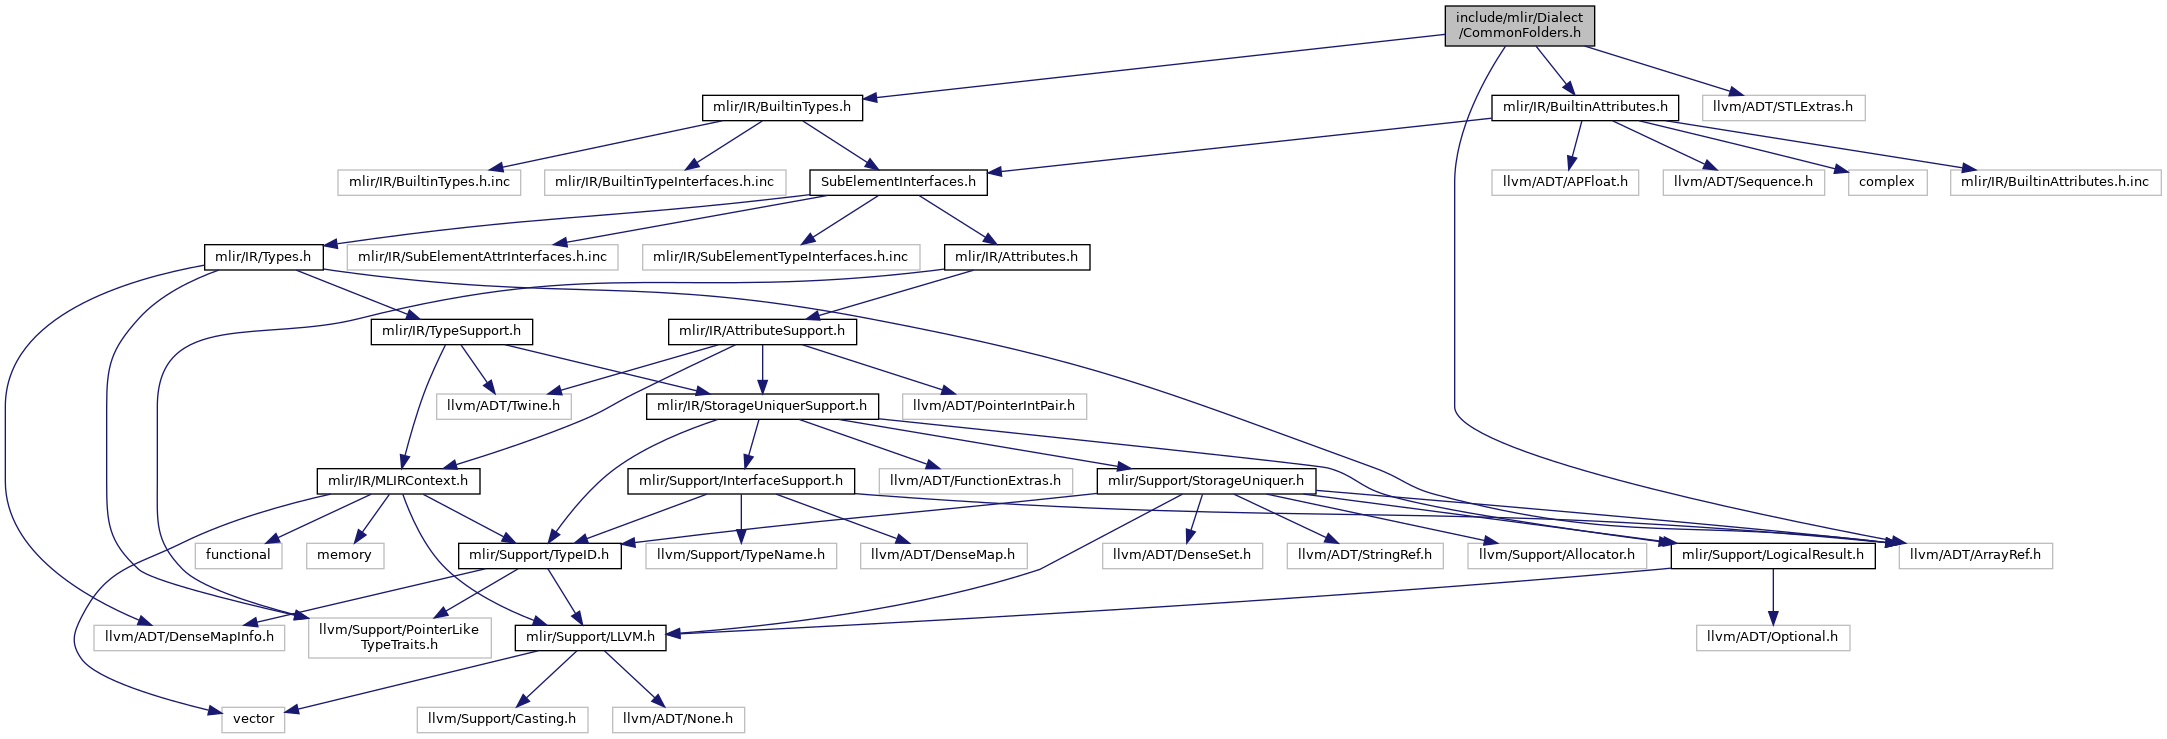 include/mlir/Dialect
/CommonFolders.h
mlir/IR/BuiltinTypes.h
mlir/IR/BuiltinAttributes.h
llvm/ADT/STLExtras.h
mlir/IR/BuiltinTypes.h.inc
mlir/IR/BuiltinTypeInterfaces.h.inc
SubElementInterfaces.h
llvm/ADT/APFloat.h
llvm/ADT/Sequence.h
complex
mlir/IR/BuiltinAttributes.h.inc
mlir/IR/Types.h
mlir/IR/SubElementAttrInterfaces.h.inc
mlir/IR/SubElementTypeInterfaces.h.inc
mlir/IR/Attributes.h
mlir/IR/TypeSupport.h
mlir/IR/AttributeSupport.h
llvm/ADT/Twine.h
mlir/IR/StorageUniquerSupport.h
llvm/ADT/PointerIntPair.h
mlir/IR/MLIRContext.h
mlir/Support/InterfaceSupport.h
llvm/ADT/FunctionExtras.h
mlir/Support/StorageUniquer.h
functional
memory
mlir/Support/TypeID.h
llvm/Support/TypeName.h
llvm/ADT/DenseMap.h
llvm/ADT/DenseSet.h
llvm/ADT/StringRef.h
llvm/Support/Allocator.h
mlir/Support/LogicalResult.h
llvm/ADT/ArrayRef.h
llvm/ADT/DenseMapInfo.h
llvm/Support/PointerLike
TypeTraits.h
mlir/Support/LLVM.h
llvm/ADT/Optional.h
vector
llvm/Support/Casting.h
llvm/ADT/None.h